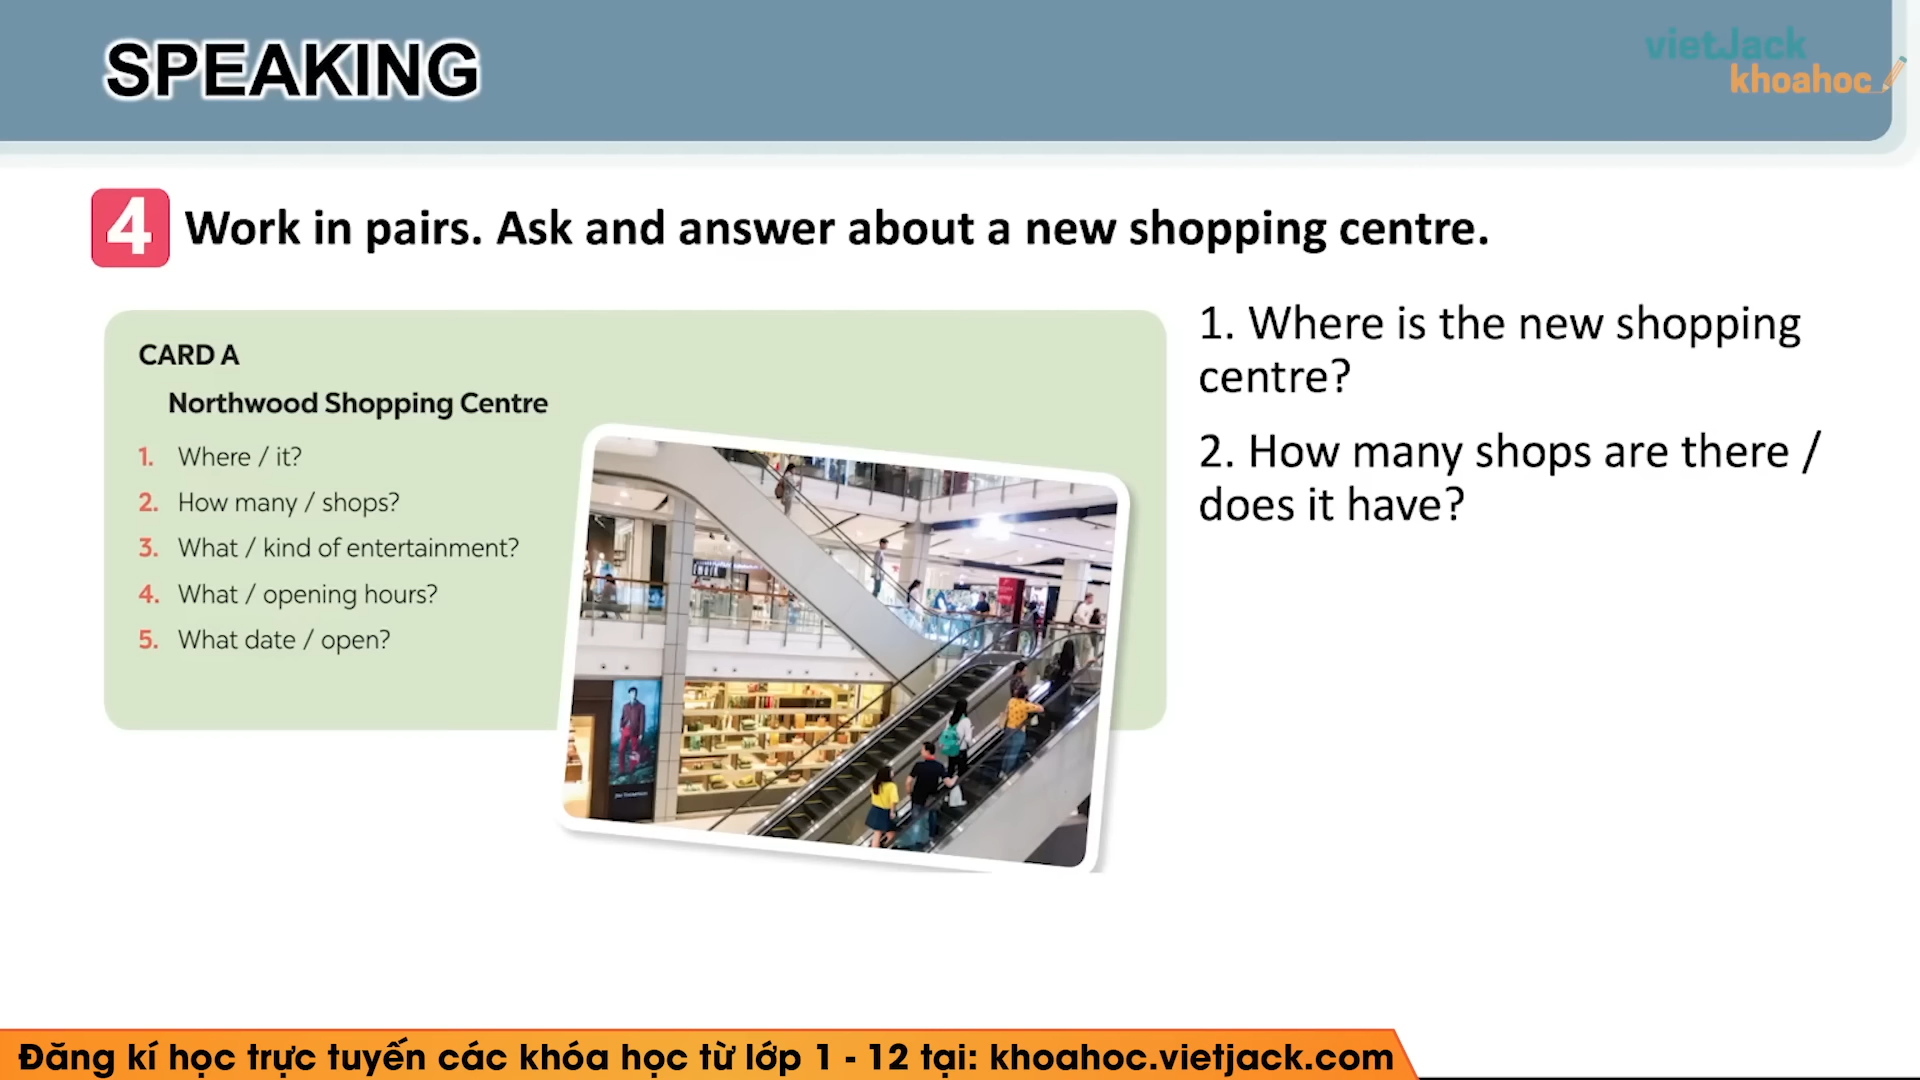 SPEAKING
vietJack
khoahoc
4 Work in pairs. Ask and answer about a new shopping centre.
CARD A
Northwood Shopping Centre
1. Where / it?
2. How many / shops?
3. What / kind of entertainment?
4. What / opening hours?
5. What date / open?
1. Where is the new shopping
centre?
2. How many shops are there /
does it have?
Đăng kí học trực tuyến các khóa học từ lớp 1 - 12 tại: khoahoc.vietjack.com